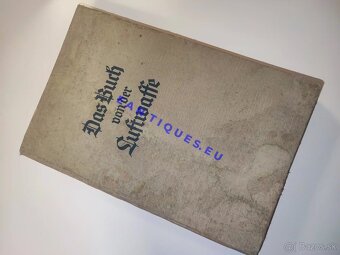 Das Buch
von der
Luftwaffe
ANTIQUES.EU
© Bazos.sk